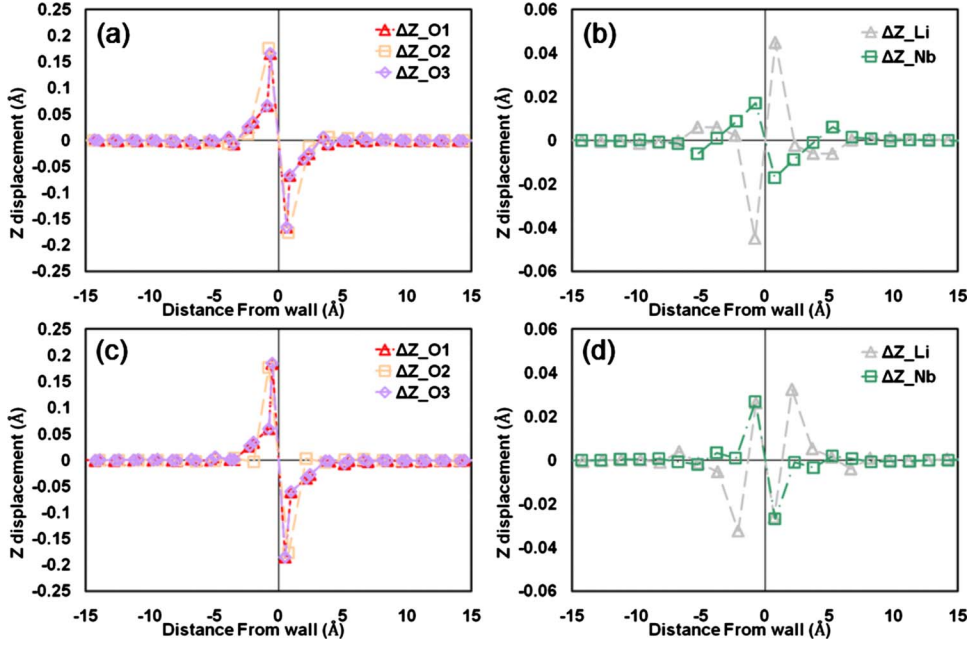 (a)
ΔZ_O1
ΔZ_O2
ΔZ_O3
Z displacement (Å)
0.25
0.2
0.15
0.1
0.05
0
-0.05
-0.1
-0.15
-0.2
-0.25
-15 -10 -5 0 5 10 15
Distance From wall (Å)
(b)
ΔZ_Li
ΔZ_Nb
Z displacement (Å)
0.06
0.04
0.02
0
-0.02
-0.04
-0.06
-15 -10 -5 0 5 10 15
Distance From wall (Å)
(c)
ΔZ_O1
ΔZ_O2
ΔZ_O3
Z displacement (Å)
0.25
0.2
0.15
0.1
0.05
0
-0.05
-0.1
-0.15
-0.2
-0.25
-15 -10 -5 0 5 10 15
Distance From wall (Å)
(d)
ΔZ_Li
ΔZ_Nb
Z displacement (Å)
0.06
0.04
0.02
0
-0.02
-0.04
-0.06
-15 -10 -5 0 5 10 15
Distance From wall (Å)